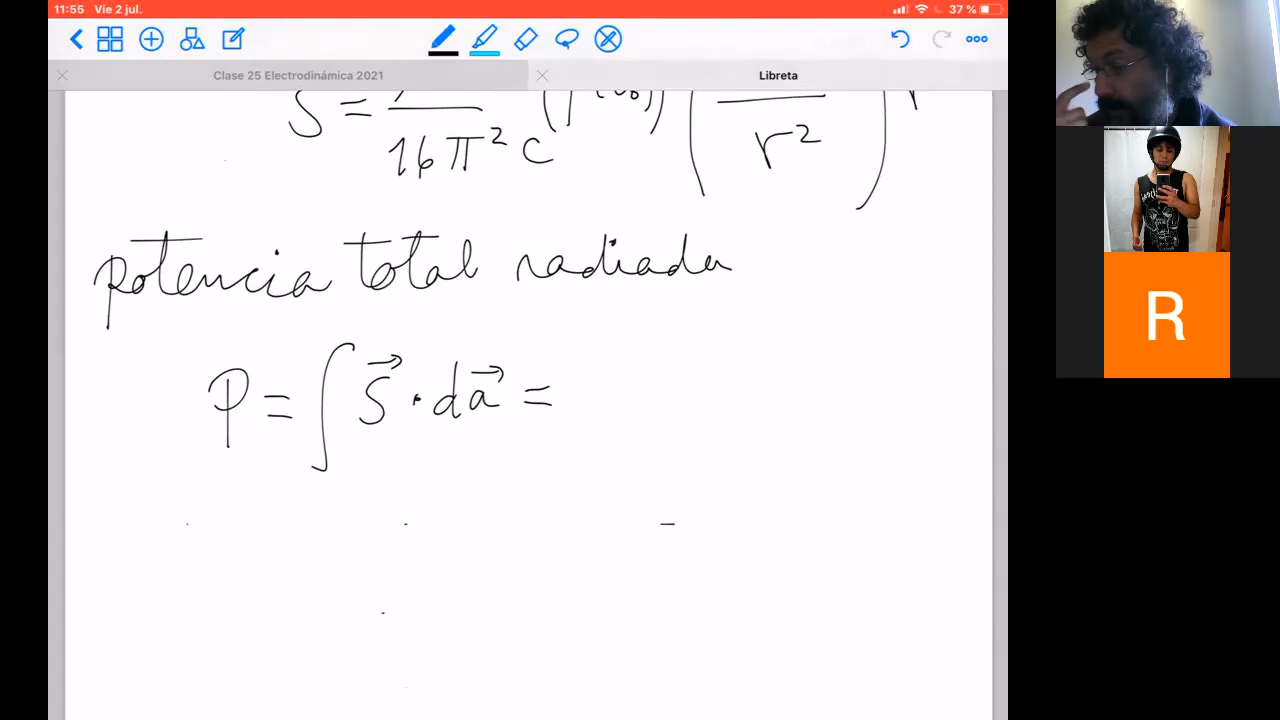 11:55 Vie 2 jul. 37 %
Clase 25 Electrodinámica 2021 Libreta
S = 16π² c r²
potencia total radiada
P = ∫ S⃗ · da⃗ =
R